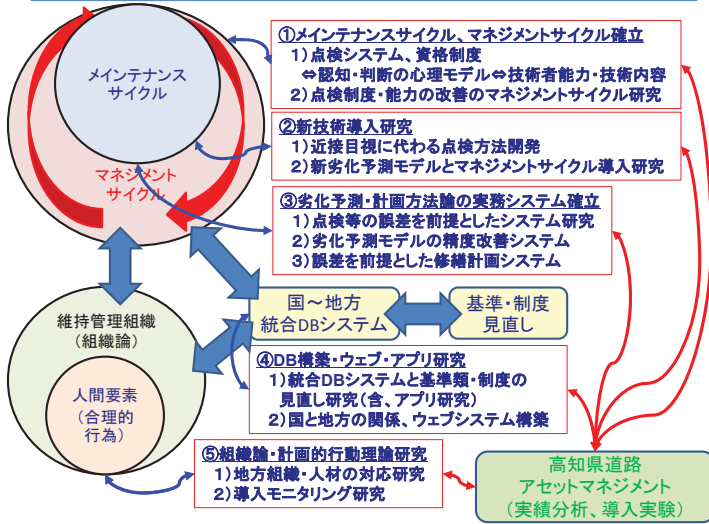 メインテナンス
サイクル
マネジメント
サイクル
①メインテナンスサイクル、マネジメントサイクル確立
1)点検システム、資格制度
⇔認知・判断の心理モデル⇔技術者能力・技術内容
2)点検制度・能力の改善のマネジメントサイクル研究
②新技術導入研究
1)近接目視に代わる点検方法開発
2)新劣化予測モデルとマネジメントサイクル導入研究
③劣化予測・計画方法論の実務システム確立
1)点検等の誤差を前提としたシステム研究
2)劣化予測モデルの精度改善システム
3)誤差を前提とした修繕計画システム
国～地方
統合DBシステム
基準・制度
見直し
維持管理組織
(組織論)
人間要素
(合理的
行為)
④DB構築・ウェブ・アプリ研究
1)統合DBシステムと基準類・制度の
見直し研究(含、アプリ研究)
2)国と地方の関係、ウェブシステム構築
⑤組織論・計画的行動理論研究
1)地方組織・人材の対応研究
2)導入モニタリング研究
高知県道路
アセットマネジメント
(実績分析、導入実験)